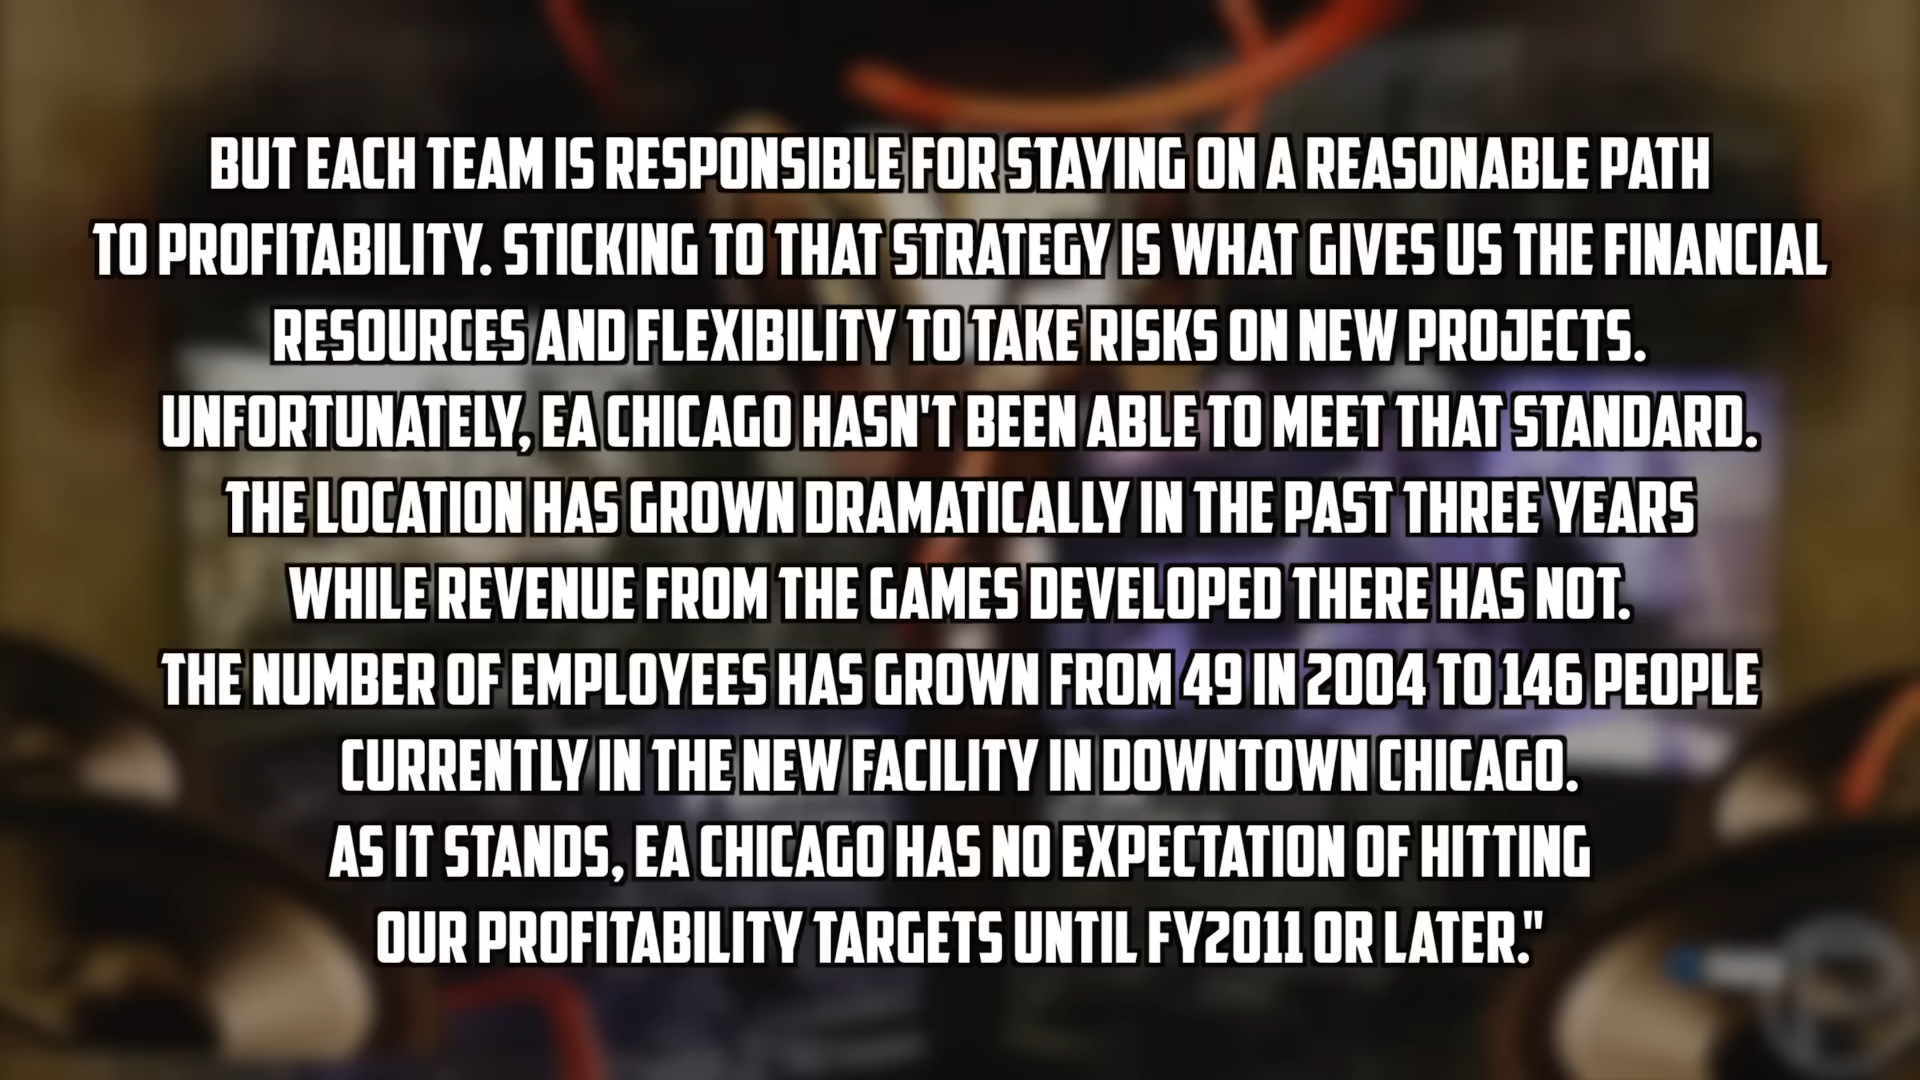 BUT EACH TEAM IS RESPONSIBLE FOR STAYING ON A REASONABLE PATH
TO PROFITABILITY. STICKING TO THAT STRATEGY IS WHAT GIVES US THE FINANCIAL
RESOURCES AND FLEXIBILITY TO TAKE RISKS ON NEW PROJECTS.
UNFORTUNATELY, EA CHICAGO HASN'T BEEN ABLE TO MEET THAT STANDARD.
THE LOCATION HAS GROWN DRAMATICALLY IN THE PAST THREE YEARS
WHILE REVENUE FROM THE GAMES DEVELOPED THERE HAS NOT.
THE NUMBER OF EMPLOYEES HAS GROWN FROM 49 IN 2004 TO 146 PEOPLE
CURRENTLY IN THE NEW FACILITY IN DOWNTOWN CHICAGO.
AS IT STANDS, EA CHICAGO HAS NO EXPECTATION OF HITTING
OUR PROFITABILITY TARGETS UNTIL FY2011 OR LATER."